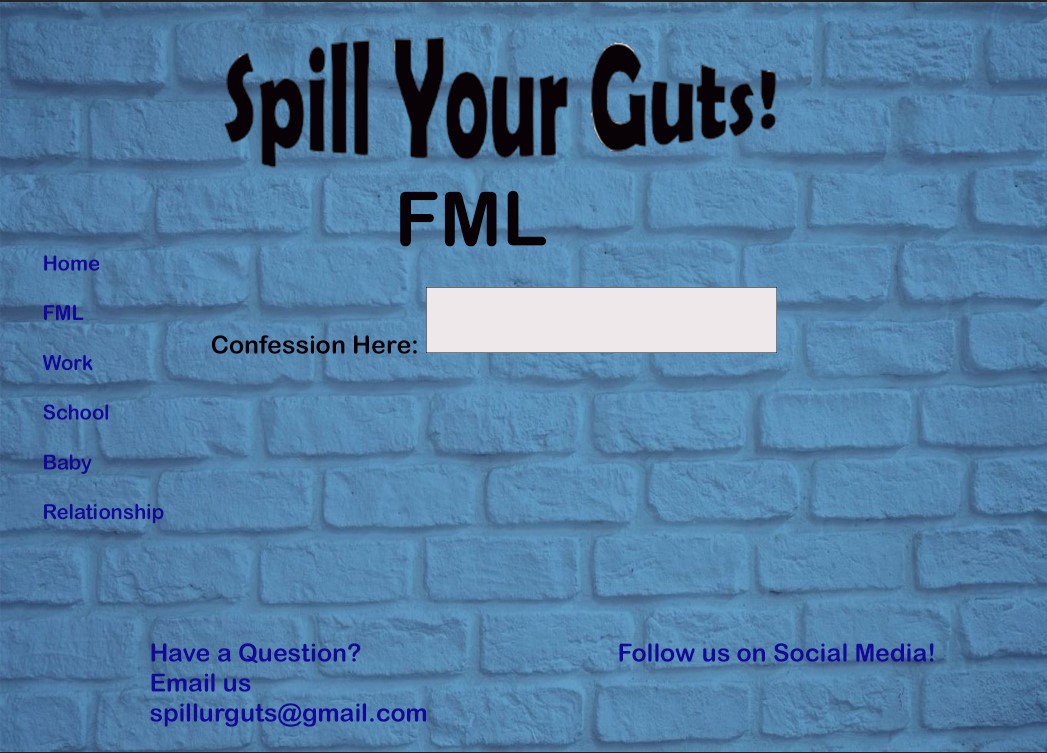 Spill Your Guts!
FML
Home
FML
Work
School
Baby
Relationship
Confession Here:
Have a Question?
Email us
spillurguts@gmail.com
Follow us on Social Media!